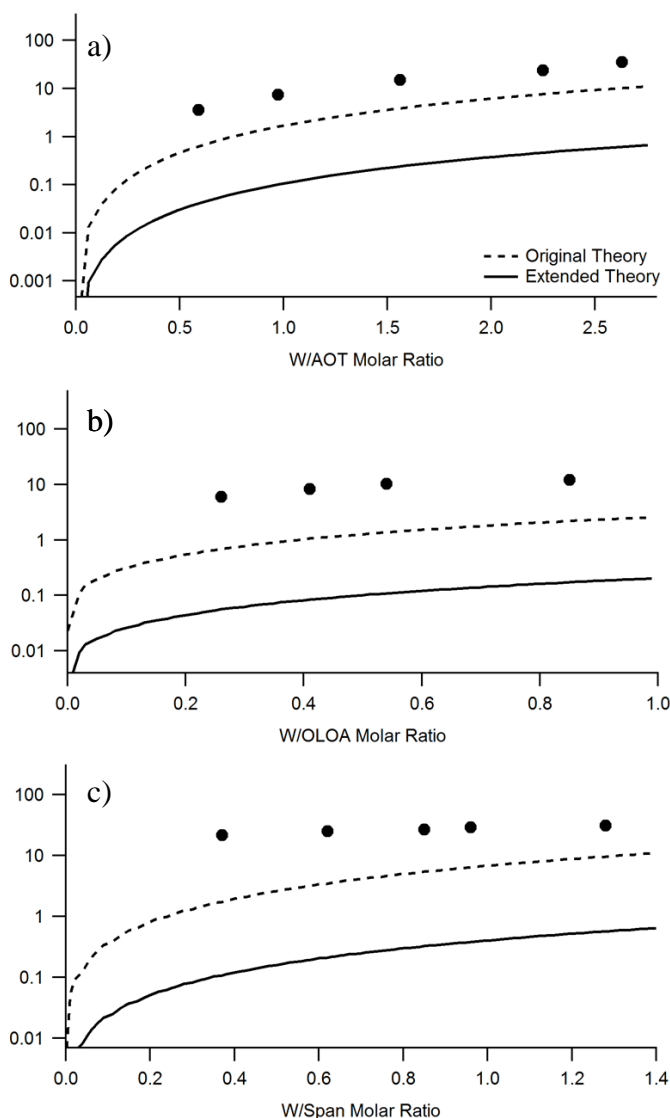 a)
100
10
1
0.1
0.01
0.001
Original Theory
Extended Theory
0.0 0.5 1.0 1.5 2.0 2.5
W/AOT Molar Ratio
b)
100
10
1
0.1
0.01
0.0 0.2 0.4 0.6 0.8 1.0
W/OLOA Molar Ratio
c)
100
10
1
0.1
0.01
0.0 0.2 0.4 0.6 0.8 1.0 1.2 1.4
W/Span Molar Ratio